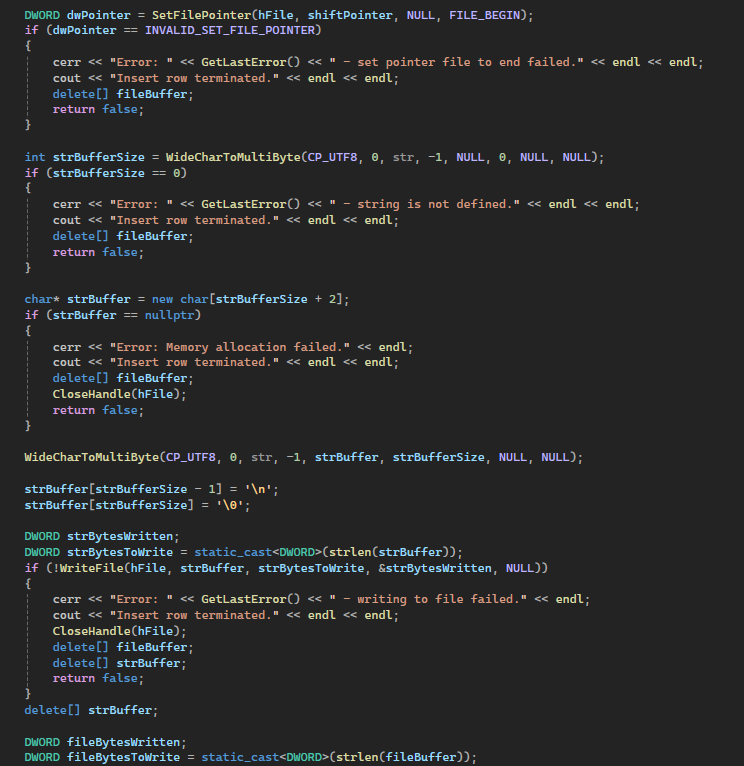 DWORD dwPointer = SetFilePointer(hFile, shiftPointer, NULL, FILE_BEGIN);
if (dwPointer == INVALID_SET_FILE_POINTER)
{
    cerr << "Error: " << GetLastError() << " - set pointer file to end failed." << endl << endl;
    cout << "Insert row terminated." << endl << endl;
    delete[] fileBuffer;
    return false;
}

int strBufferSize = WideCharToMultiByte(CP_UTF8, 0, str, -1, NULL, 0, NULL, NULL);
if (strBufferSize == 0)
{
    cerr << "Error: " << GetLastError() << " - string is not defined." << endl << endl;
    cout << "Insert row terminated." << endl << endl;
    delete[] fileBuffer;
    return false;
}

char* strBuffer = new char[strBufferSize + 2];
if (strBuffer == nullptr)
{
    cerr << "Error: Memory allocation failed." << endl;
    cout << "Insert row terminated." << endl << endl;
    delete[] fileBuffer;
    CloseHandle(hFile);
    return false;
}

WideCharToMultiByte(CP_UTF8, 0, str, -1, strBuffer, strBufferSize, NULL, NULL);

strBuffer[strBufferSize - 1] = '\n';
strBuffer[strBufferSize] = '\0';

DWORD strBytesWritten;
DWORD strBytesToWrite = static_cast<DWORD>(strlen(strBuffer));
if (!WriteFile(hFile, strBuffer, strBytesToWrite, &strBytesWritten, NULL))
{
    cerr << "Error: " << GetLastError() << " - writing to file failed." << endl;
    cout << "Insert row terminated." << endl << endl;
    CloseHandle(hFile);
    delete[] fileBuffer;
    delete[] strBuffer;
    return false;
}
delete[] strBuffer;

DWORD fileBytesWritten;
DWORD fileBytesToWrite = static_cast<DWORD>(strlen(fileBuffer));